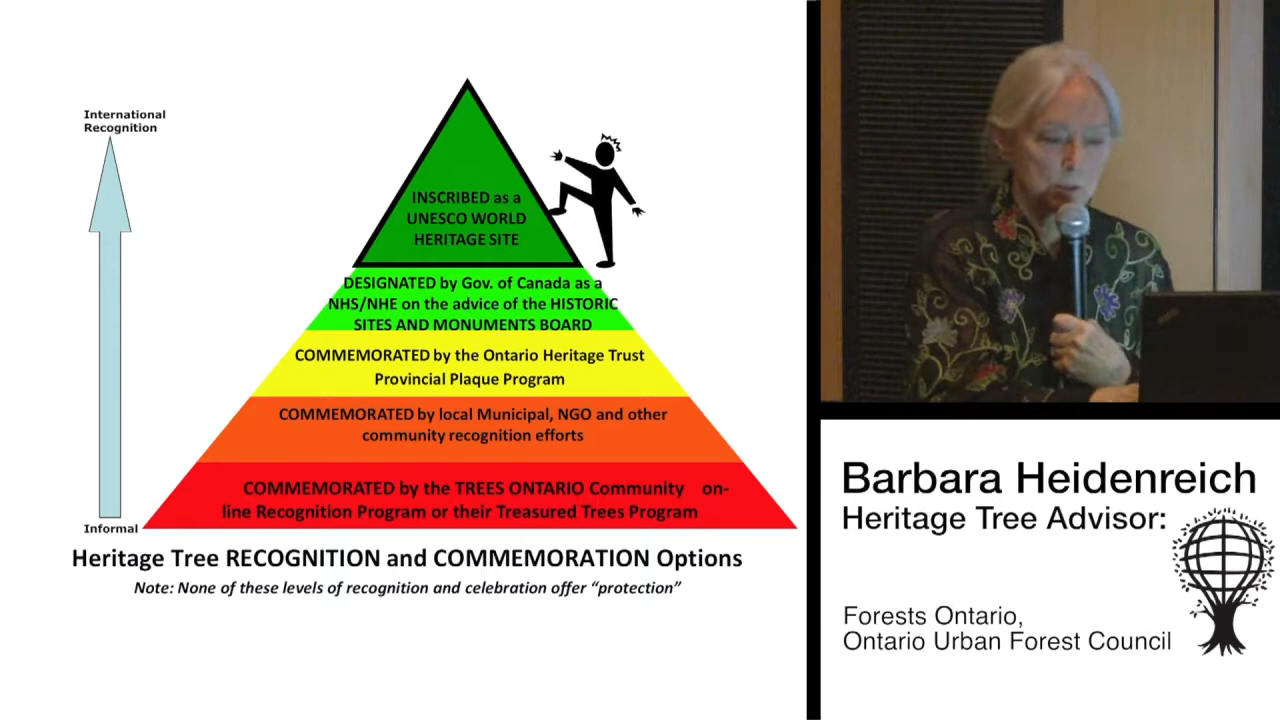 International
Recognition
INSCRIBED as a
UNESCO WORLD
HERITAGE SITE
DESIGNATED by Gov. of Canada as a
NHS/NHE on the advice of the HISTORIC
SITES AND MONUMENTS BOARD
COMMEMORATED by the Ontario Heritage Trust
Provincial Plaque Program
COMMEMORATED by local Municipal, NGO and other
community recognition efforts
COMMEMORATED by the TREES ONTARIO Community on-
line Recognition Program or their Treasured Trees Program
Informal
Heritage Tree RECOGNITION and COMMEMORATION Options
Note: None of these levels of recognition and celebration offer “protection”
Barbara Heidenreich
Heritage Tree Advisor:
Forests Ontario,
Ontario Urban Forest Council